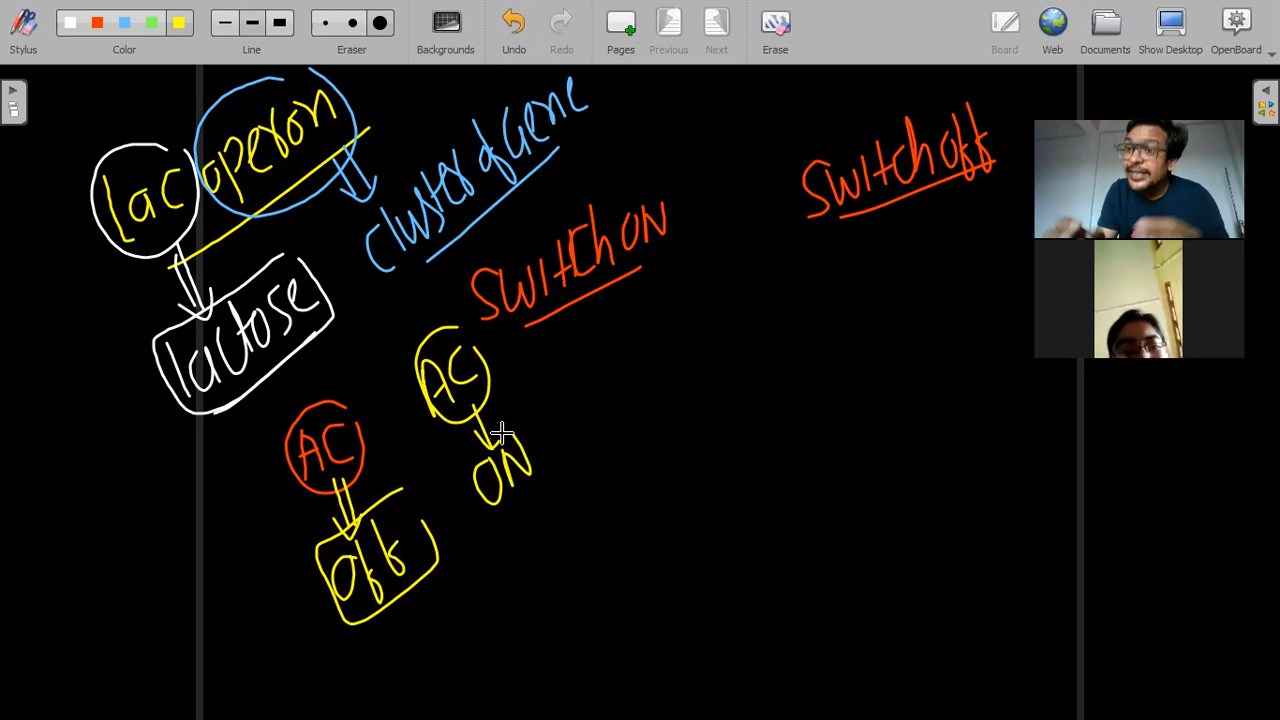 Stylus
Color
Line
Eraser
Backgrounds
Undo
Redo
Pages
Previous
Next
Erase
Board
Web
Documents
Show Desktop
OpenBoard
lac operon
cluster of Gene
lactose
Switch ON
Switch off
AC
ON
AC
Off